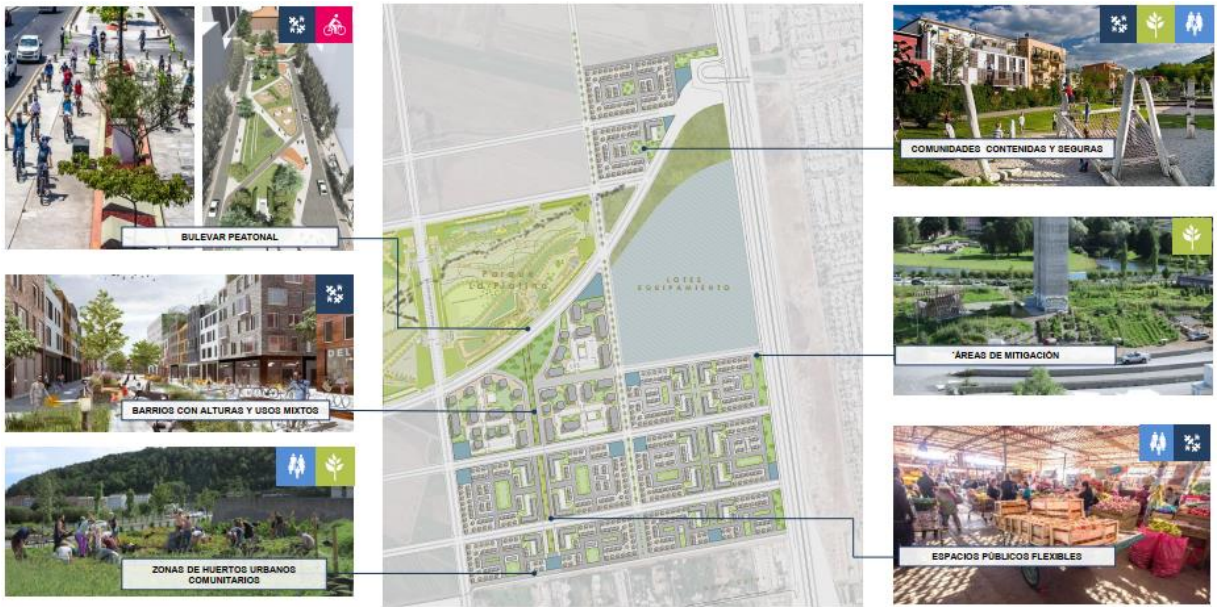 BULEVAR PEATONAL
BARRIOS CON ALTURAS Y USOS MIXTOS
DEL
ZONAS DE HUERTOS URBANOS
COMUNITARIOS
Parque
La Platina
LOTES
EQUIPAMIENTO
COMUNIDADES CONTENIDAS Y SEGURAS
´ÁREAS DE MITIGACIÓN
ESPACIOS PÚBLICOS FLEXIBLES